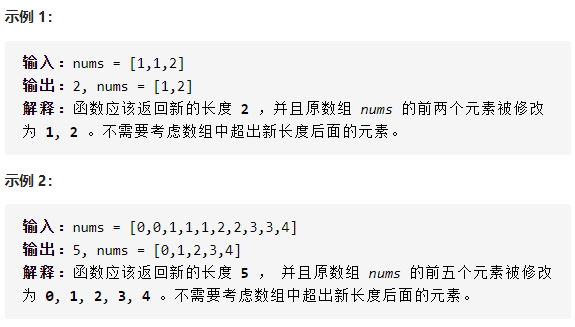 示例 1：
输入：nums = [1,1,2]
输出：2, nums = [1,2]
解释：函数应该返回新的长度 2 ，并且原数组 nums 的前两个元素被修改
为 1, 2 。不需要考虑数组中超出新长度后面的元素。
示例 2：
输入：nums = [0,0,1,1,1,2,2,3,3,4]
输出：5, nums = [0,1,2,3,4]
解释：函数应该返回新的长度 5 ， 并且原数组 nums 的前五个元素被修改
为 0, 1, 2, 3, 4 。不需要考虑数组中超出新长度后面的元素。